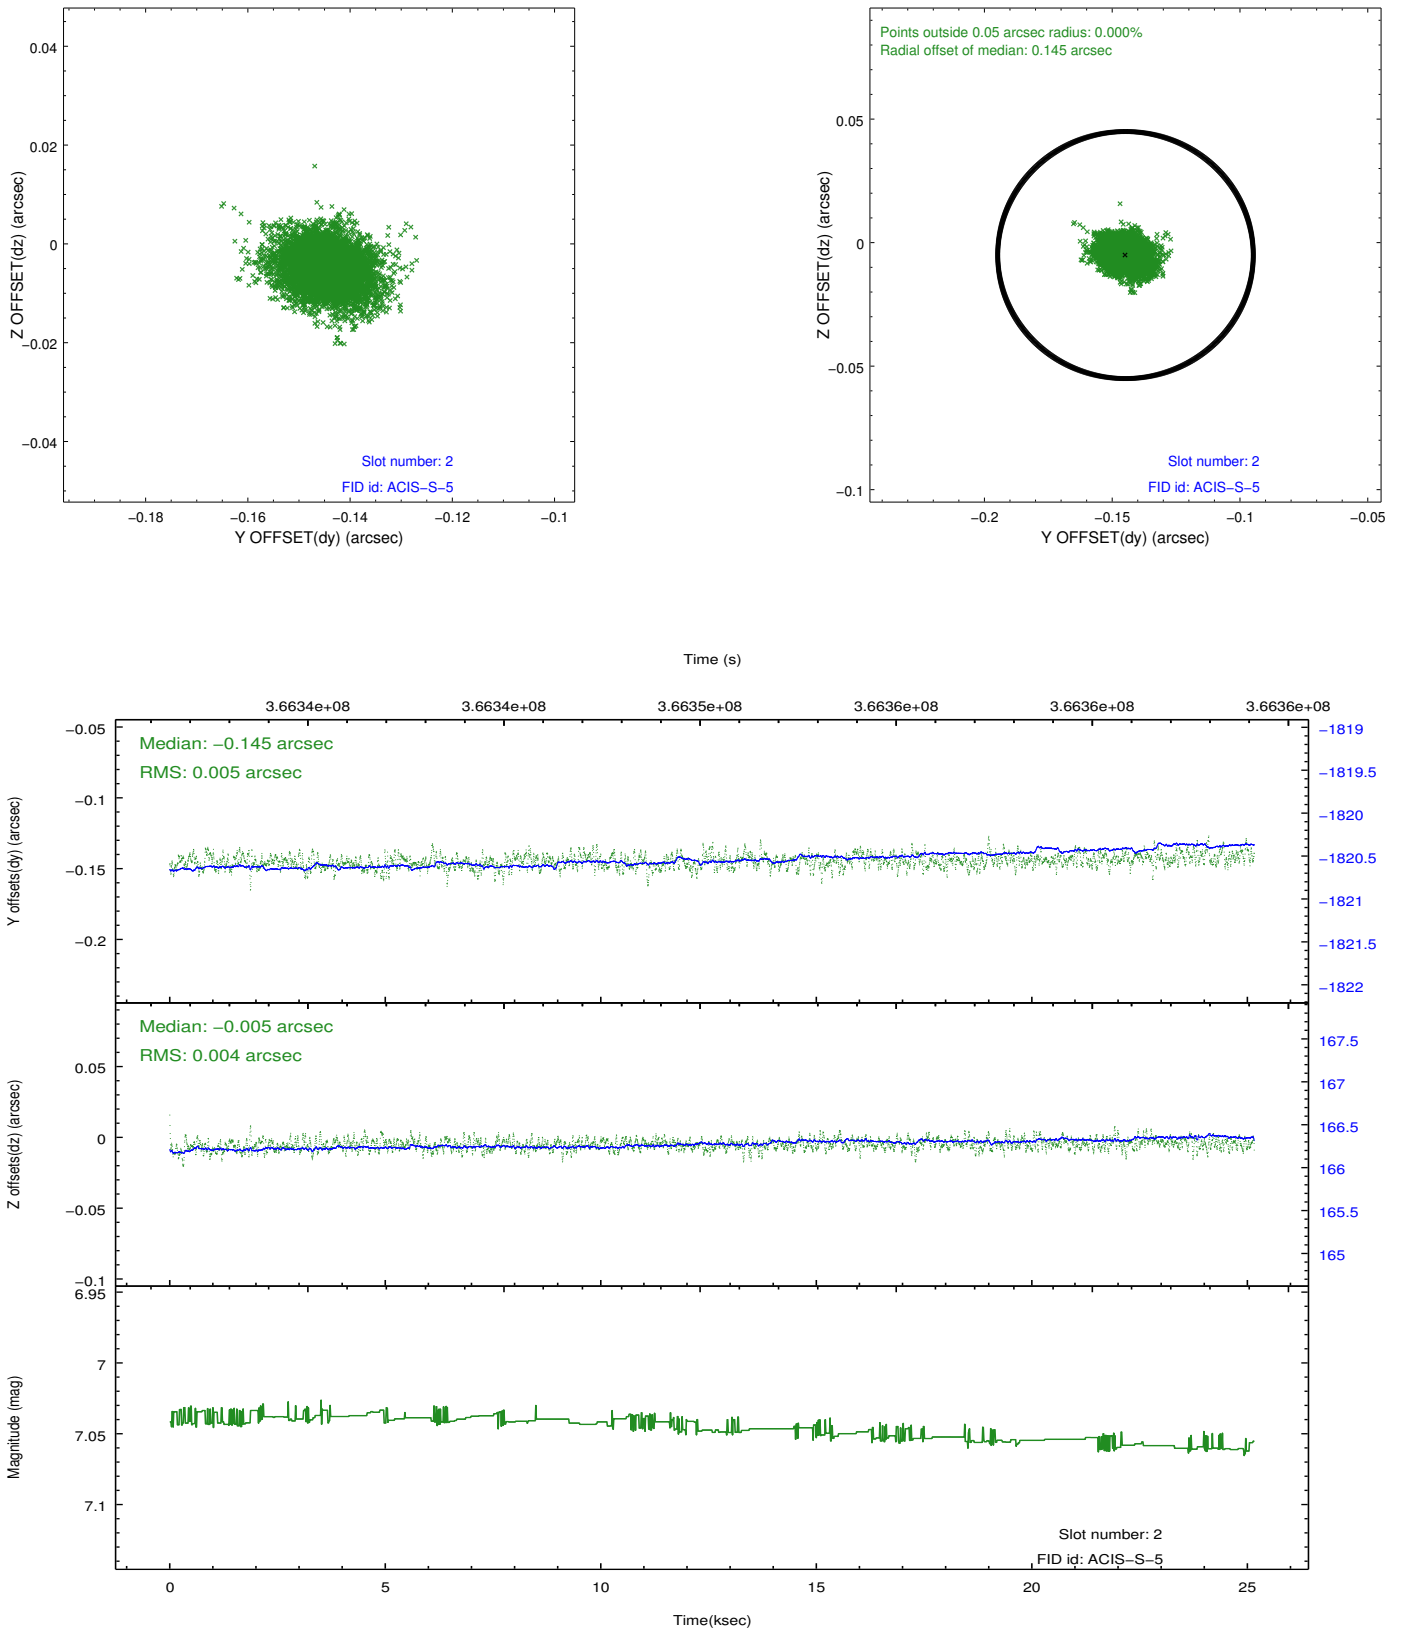 0.04
0.02
0
−0.02
−0.04
Z OFFSET(dz) (arcsec)
Slot number: 2
FID id: ACIS−S−5
−0.18
−0.16
−0.14
−0.12
−0.1
Y OFFSET(dy) (arcsec)
Points outside 0.05 arcsec radius: 0.000%
Radial offset of median: 0.145 arcsec
0.05
0
−0.05
−0.1
Z OFFSET(dz) (arcsec)
Slot number: 2
FID id: ACIS−S−5
−0.2
−0.15
−0.1
−0.05
Y OFFSET(dy) (arcsec)
Time (s)
3.6634e+08
3.6634e+08
3.6635e+08
3.6636e+08
3.6636e+08
3.6636e+08
Median: −0.145 arcsec
RMS: 0.005 arcsec
−0.05
−0.1
−0.15
−0.2
Y offsets(dy) (arcsec)
−1819
−1819.5
−1820
−1820.5
−1821
−1821.5
−1822
Median: −0.005 arcsec
RMS: 0.004 arcsec
0.05
0
−0.05
−0.1
Z offsets(dz) (arcsec)
167.5
167
166.5
166
165.5
165
6.95
7
7.05
7.1
Magnitude (mag)
Slot number: 2
FID id: ACIS−S−5
0
5
10
15
20
25
Time(ksec)